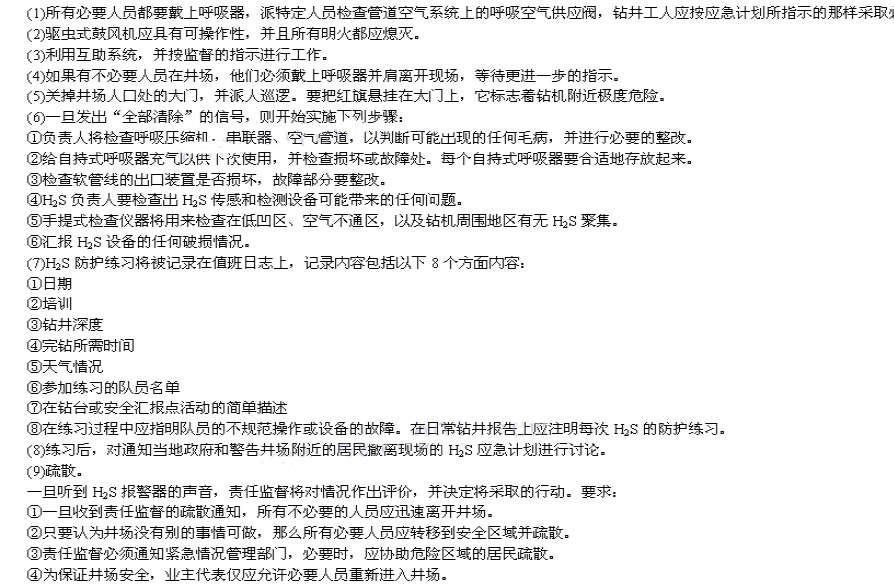 (1)所有必要人员都要戴上呼吸器，派特定人员检查管道空气系统上的呼吸空气供应阀，钻井工人应按应急计划所指示的那样采取
(2)驱虫式鼓风机应具有可操作性，并且所有明火都应熄灭。
(3)利用互助系统，并按监督的指示进行工作。
(4)如果有不必要人员在井场，他们必须戴上呼吸器并肩离开现场，等待更进一步的指示。
(5)关掉井场人口处的大门，并派人巡逻。要把红旗悬挂在大门上，它标志着钻机附近极度危险。
(6)一旦发出“全部清除”的信号，则开始实施下列步骤：
①负责人将检查呼吸压缩机．串联器、空气管道，以判断可能出现的任何毛病，并进行必要的整改。
②给自持式呼吸器充气以供下次使用，并检查损坏或故障处。每个自持式呼吸器要合适地存放起来。
③检查软管线的出口装置是否损坏，故障部分要整改。
④H₂S 负责人要检查出 H₂S 传感和检测设备可能带来的任何问题。
⑤手提式检查仪器将用来检查在低凹区、空气不通区，以及钻机周围地区有无 H₂S 聚集。
⑥汇报 H₂S 设备的任何破损情况。
(7)H₂S 防护练习将被记录在值班日志上，记录内容包括以下 8 个方面内容：
①日期
②培训
③钻井深度
④完钻所需时间
⑤天气情况
⑥参加练习的队员名单
⑦在钻台或安全汇报点活动的简单描述
⑧在练习过程中应指明队员的不规范操作或设备的故障。在日常钻井报告上应注明每次 H₂S 的防护练习。
(8)练习后，对通知当地政府和警告井场附近的居民撤离现场的 H₂S 应急计划进行讨论。
(9)疏散。
一旦听到 H₂S 报警器的声音，责任监督将对情况作出评价，并决定将采取的行动。要求：
①一旦收到责任监督的疏散通知，所有不必要的人员应迅速离开井场。
②只要认为井场没有别的事情可做，那么所有必要人员应转移到安全区域并疏散。
③责任监督必须通知紧急情况管理部门，必要时，应协助危险区域的居民疏散。
④为保证井场安全，业主代表仅应允许必要人员重新进入井场。